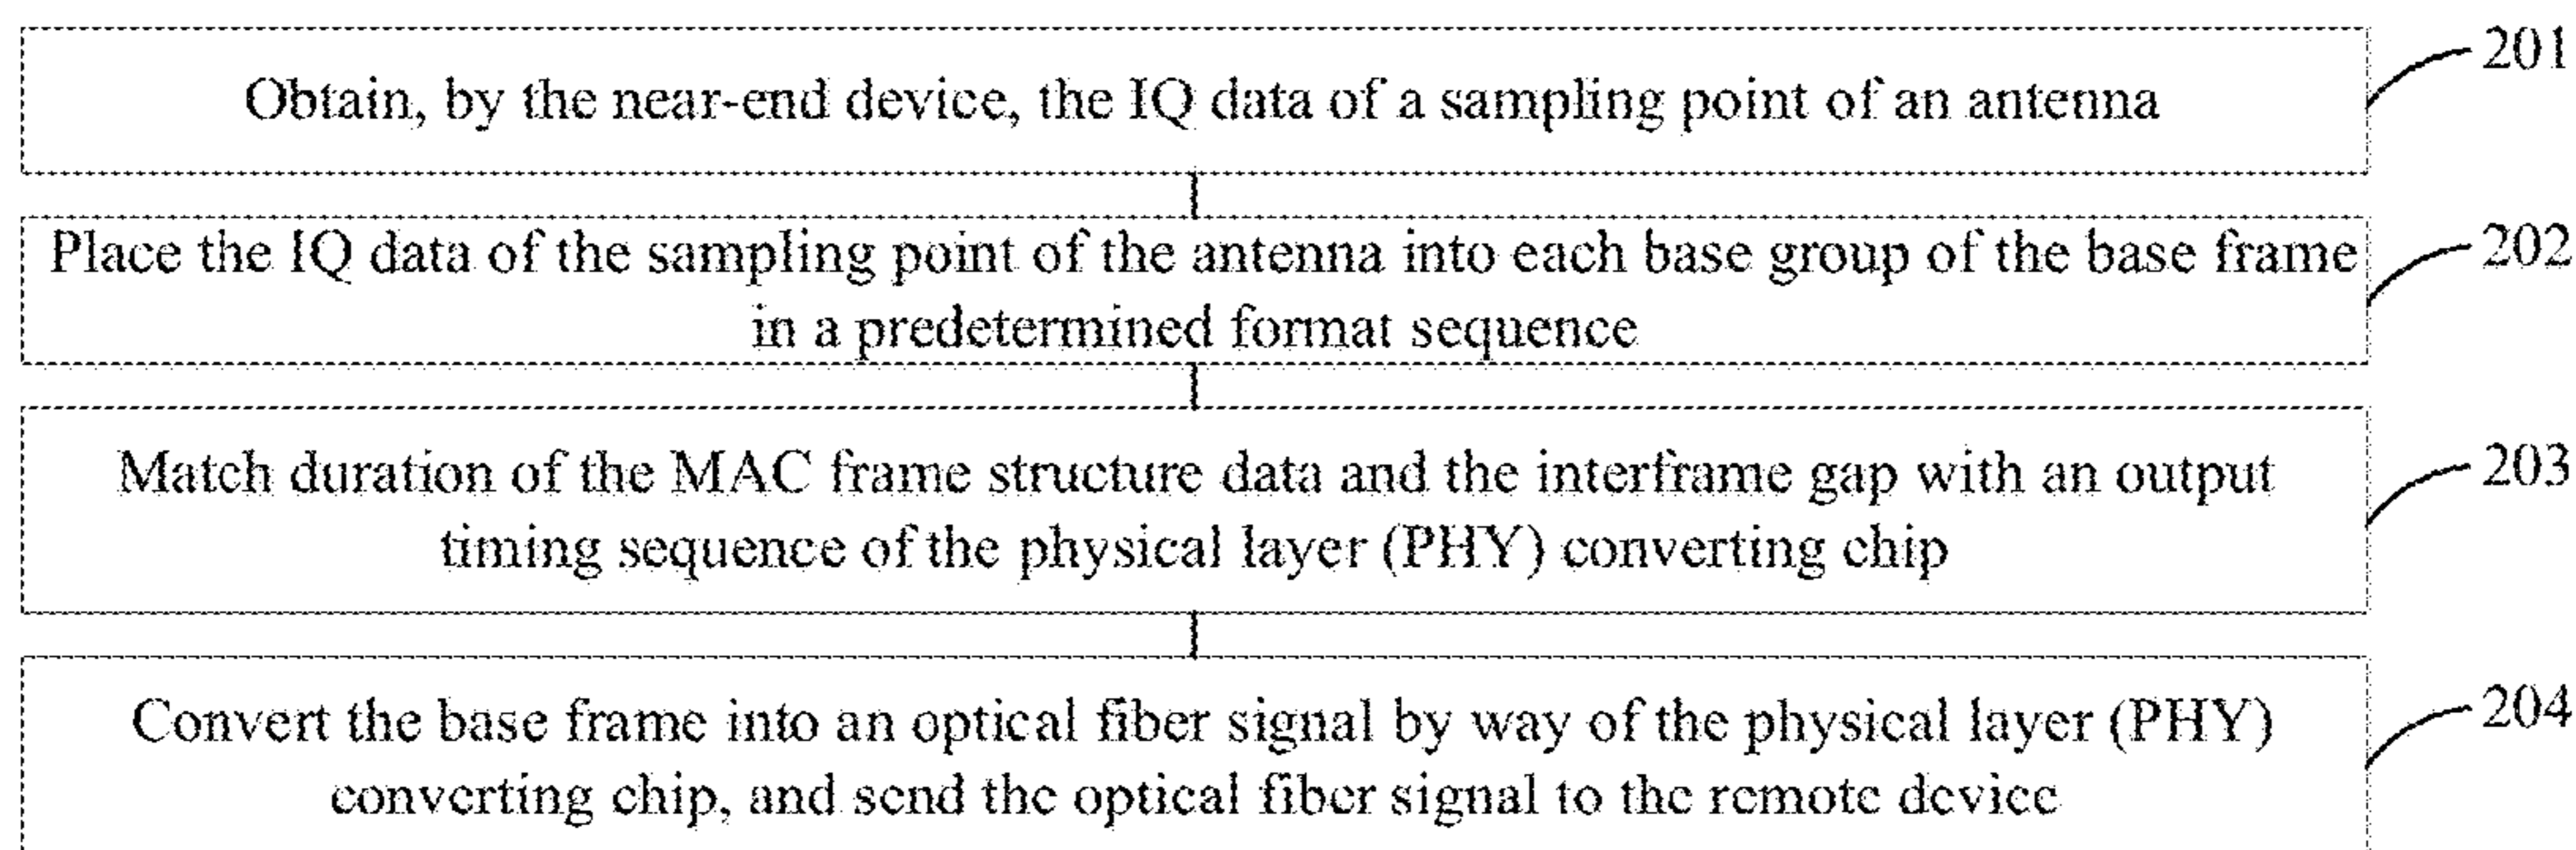 Obtain, by the near-end device, the IQ data of a sampling point of an antenna
201
Place the IQ data of the sampling point of the antenna into each base group of the base frame
in a predetermined format sequence
202
Match duration of the MAC frame structure data and the interframe gap with an output
timing sequence of the physical layer (PHY) converting chip
203
Convert the base frame into an optical fiber signal by way of the physical layer (PHY)
converting chip, and send the optical fiber signal to the remote device
204